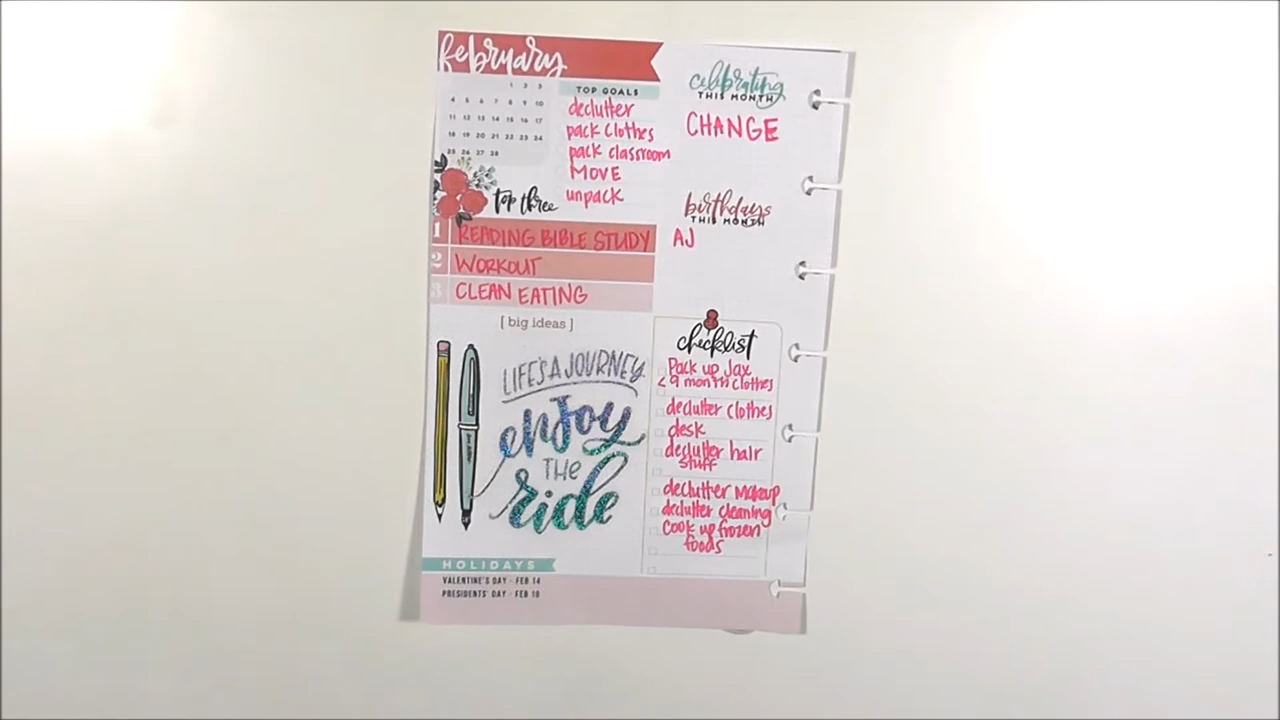 february
1 2 3
4 5 6 7 8 9 10
11 12 13 14 15 16 17
18 19 20 21 22 23 24
25 26 27 28
TOP GOALS
declutter
pack clothes
pack classroom
MOVE
unpack
celebrating
THIS MONTH
CHANGE
birthdays
THIS MONTH
AJ
top three
1 READING BIBLE STUDY
2 WORKOUT
3 CLEAN EATING
[ big ideas ]
LIFE'S A JOURNEY
enjoy
THE
ride
checklist
Pack up Jax
<9 month clothes
declutter clothes
desk
declutter hair
stuff
declutter makeup
declutter cleaning
cook up frozen
foods
HOLIDAYS
VALENTINE'S DAY - FEB 14
PRESIDENTS' DAY - FEB 18